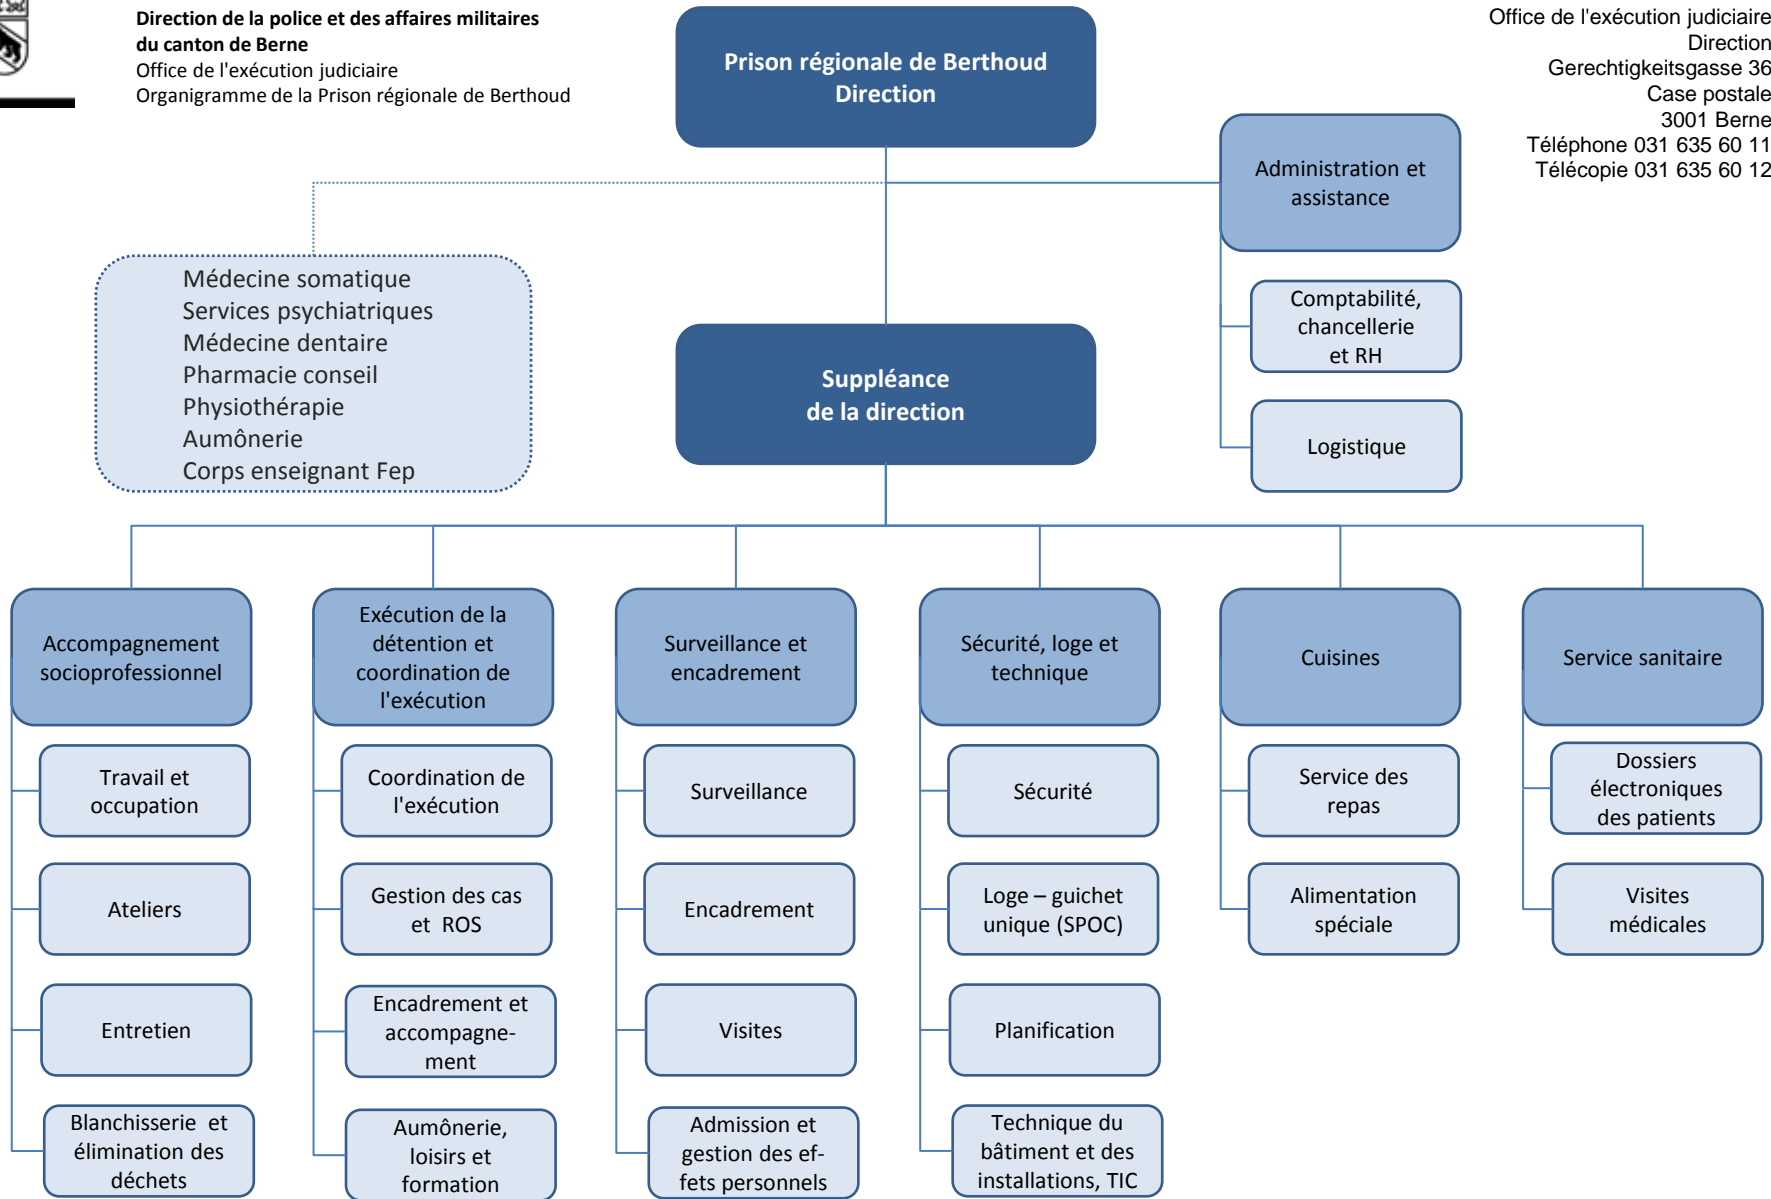 Direction de la police et des affaires militaires
du canton de Berne
Office de l'exécution judiciaire
Organigramme de la Prison régionale de Berthoud
Prison régionale de Berthoud
Direction
Office de l'exécution judiciaire
Direction
Gerechtigkeitsgasse 36
Case postale
3001 Berne
Téléphone 031 635 60 11
Télécopie 031 635 60 12
Administration et
assistance
Comptabilité,
chancellerie
et RH
Logistique
Médecine somatique
Services psychiatriques
Médecine dentaire
Pharmacie conseil
Physiothérapie
Aumônerie
Corps enseignant Fep
Suppléance
de la direction
Accompagnement
socioprofessionnel
Travail et
occupation
Ateliers
Entretien
Blanchisserie et
élimination des
déchets
Exécution de la
détention et
coordination de
l'exécution
Coordination de
l'exécution
Gestion des cas
et ROS
Encadrement et
accompagne-
ment
Aumônerie,
loisirs et
formation
Surveillance et
encadrement
Surveillance
Encadrement
Visites
Admission et
gestion des ef-
fets personnels
Sécurité, loge et
technique
Sécurité
Loge – guichet
unique (SPOC)
Planification
Technique du
bâtiment et des
installations, TIC
Cuisines
Service des
repas
Alimentation
spéciale
Service sanitaire
Dossiers
électroniques
des patients
Visites
médicales